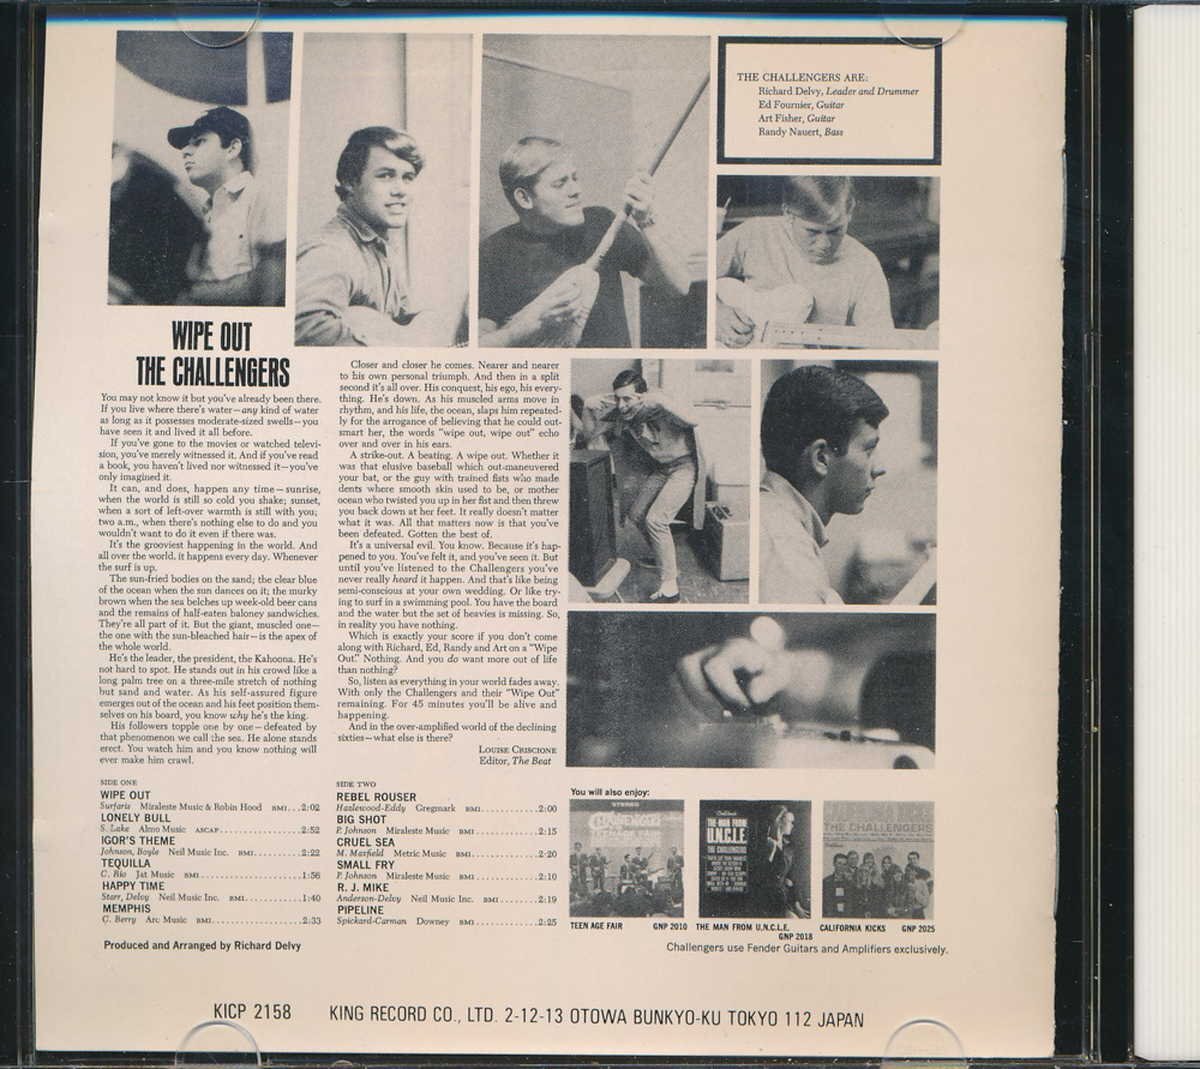 THE CHALLENGERS ARE:
Richard Delvy, Leader and Drummer
Ed Fournier, Guitar
Art Fisher, Guitar
Randy Nauert, Bass
WIPE OUT
THE CHALLENGERS
You may not know it but you've already been there.
If you live where there's water—any kind of water
as long as it possesses moderate-sized swells—you
have seen it and lived it all before.
If you've gone to the movies or watched televi-
sion, you've merely witnessed it. And if you've read
a book, you haven't lived nor witnessed it—you've
only imagined it.
It can, and does, happen any time—sunrise,
when the world is still so cold you shake; sunset,
when a sort of left-over warmth is still with you;
two a.m., when there's nothing else to do and you
wouldn't want to do it even if there was.
It's the grooviest happening in the world. And
all over the world, it happens every day. Whenever
the surf is up.
The sun-fried bodies on the sand; the clear blue
of the ocean when the sun dances on it; the murky
brown when the sea belches up week-old beer cans
and the remains of half-eaten baloney sandwiches.
They're all part of it. But the giant, muscled one—
the one with the sun-bleached hair—is the apex of
the whole world.
He's the leader, the president, the Kahoona. He's
not hard to spot. He stands out in his crowd like a
long palm tree on a three-mile stretch of nothing
but sand and water. As his self-assured figure
emerges out of the ocean and his feet position them-
selves on his board, you know why he's the king.
His followers topple one by one—defeated by
that phenomenon we call the sea. He alone stands
erect. You watch him and you know nothing will
ever make him crawl.
Closer and closer he comes. Nearer and nearer
to his own personal triumph. And then in a split
second it's all over. His conquest, his ego, his every-
thing. He's down. As his muscled arms move in
rhythm, and his life, the ocean, slaps him repeated-
ly for the arrogance of believing that he could out-
smart her, the words "wipe out, wipe out" echo
over and over in his ears.
A strike-out. A beating. A wipe out. Whether it
was that elusive baseball which out-maneuvered
your bat, or the guy with trained fists who made
dents where smooth skin used to be, or mother
ocean who twisted you up in her fist and then threw
you back down at her feet. It really doesn't matter
what it was. All that matters now is that you've
been defeated. Gotten the best of.
It's a universal evil. You know. Because it's hap-
pened to you. You've felt it, and you've seen it. But
until you've listened to the Challengers you've
never really heard it happen. And that's like being
semi-conscious at your own wedding. Or like try-
ing to surf in a swimming pool. You have the board
and the water but the set of heavies is missing. So,
in reality you have nothing.
Which is exactly your score if you don't come
along with Richard, Ed, Randy and Art on a "Wipe
Out." Nothing. And you do want more out of life
than nothing?
So, listen as everything in your world fades away.
With only the Challengers and their "Wipe Out"
remaining. For 45 minutes you'll be alive and
happening.
And in the over-amplified world of the declining
sixties—what else is there?
LOUISE CRISCIONE
Editor, The Beat
SIDE ONE
WIPE OUT
Surfaris Miraleste Music & Robin Hood BMI...2:02
LONELY BULL
S. Lake Almo Music ASCAP...2:52
IGOR'S THEME
Johnson, Boyle Neil Music Inc. BMI...2:22
TEQUILLA
C. Rio Jat Music BMI...1:56
HAPPY TIME
Starr, Delvy Neil Music Inc. BMI...1:40
MEMPHIS
C. Berry Arc Music BMI...2:33
Produced and Arranged by Richard Delvy
SIDE TWO
REBEL ROUSER
Hazlewood-Eddy Gregmark BMI...2:00
BIG SHOT
P. Johnson Miraleste Music BMI...2:15
CRUEL SEA
M. Maxfield Metric Music BMI...2:20
SMALL FRY
P. Johnson Miraleste Music BMI...2:10
R. J. MIKE
Anderson-Delvy Neil Music Inc. BMI...2:19
PIPELINE
Spickard-Carman Downey BMI...2:25
You will also enjoy:
STEREO
CHALLENGERS
TEENAGE FAIR
THE MAN FROM
U.N.C.L.E.
THE CHALLENGERS
THE CHALLENGERS
TEEN AGE FAIR GNP 2010
THE MAN FROM U.N.C.L.E.
GNP 2018
CALIFORNIA KICKS GNP 2025
Challengers use Fender Guitars and Amplifiers exclusively.
KICP 2158 KING RECORD CO., LTD. 2-12-13 OTOWA BUNKYO-KU TOKYO 112 JAPAN